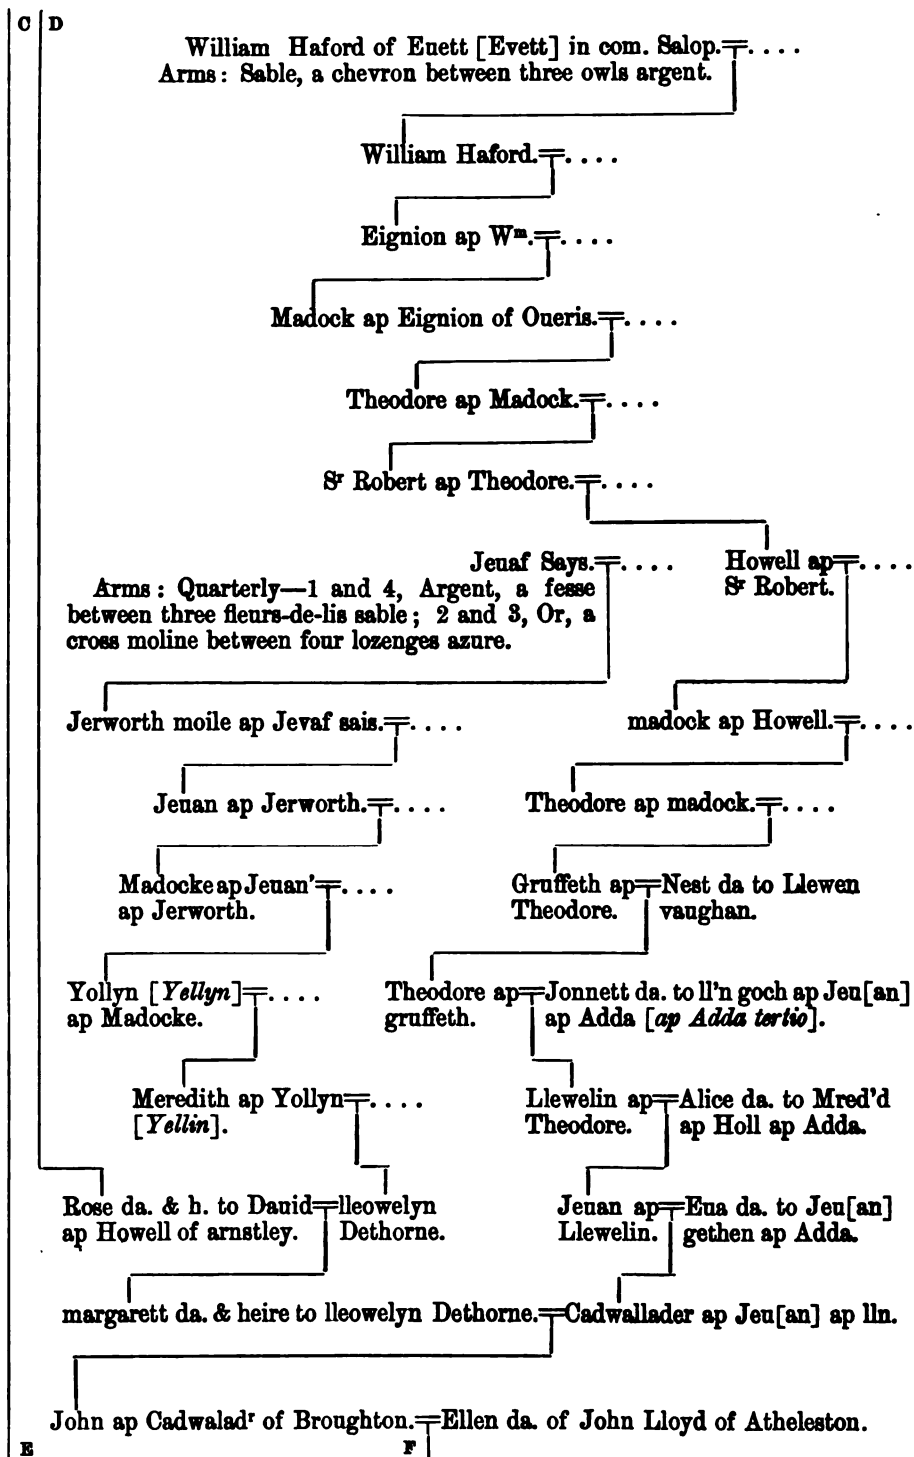 C D
William Haford of Euett [Evett] in com. Salop.=. . . .
Arms: Sable, a chevron between three owls argent.
William Haford.=. . . .
Eignion ap Wᵐ.=. . . .
Madock ap Eignion of Oueris.=. . . .
Theodore ap Madock.=. . . .
Sʳ Robert ap Theodore.=. . . .
Jeuaf Says.=. . . . Howell ap=. . . .
Arms: Quarterly—1 and 4, Argent, a fesse Sʳ Robert.
between three fleurs-de-lis sable; 2 and 3, Or, a
cross moline between four lozenges azure.
Jerworth moile ap Jevaf sais.=. . . . madock ap Howell.=. . . .
Jeuan ap Jerworth.=. . . . Theodore ap madock.=. . . .
Madocke ap Jeuan'=. . . . Gruffeth ap=Nest da to Llewen
ap Jerworth. Theodore. vaughan.
Yollyn [Yellyn]=. . . . Theodore ap=Jonnett da. to ll'n goch ap Jeu[an]
ap Madocke. gruffeth. ap Adda [ap Adda tertio].
Meredith ap Yollyn=. . . . Llewelin ap=Alice da. to Mred'd
[Yellin]. Theodore. ap Holl ap Adda.
Rose da. & h. to Dauid=lleowelyn Jeuan ap=Eua da. to Jeu[an]
ap Howell of arnstley. Dethorne. Llewelin. gethen ap Adda.
margarett da. & heire to lleowelyn Dethorne.=Cadwallader ap Jeu[an] ap lln.
John ap Cadwaladʳ of Broughton.=Ellen da. of John Lloyd of Atheleston.
E F